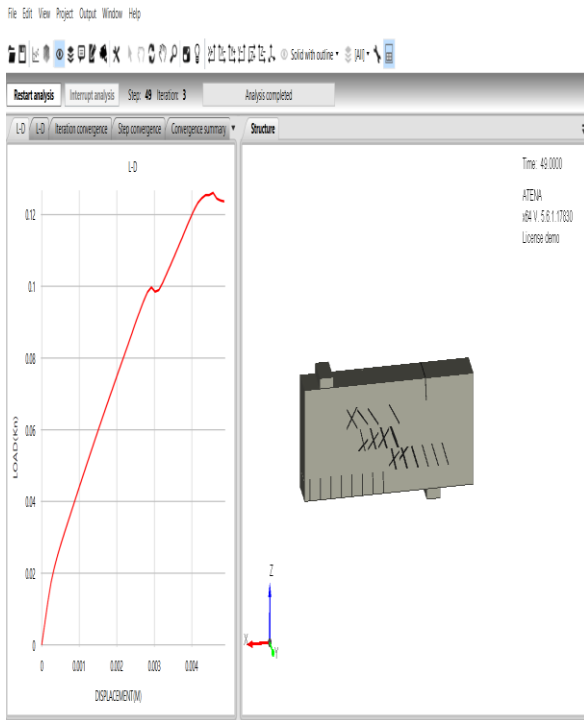 File Edit View Project Output Window Help
Solid with outline [All]
Restart analysis Interrupt analysis Step: 49 Iteration: 3 Analysis completed
L-D L-D Iteration convergence Step convergence Convergence summary Structure
L-D
Time: 49.0000
ATENA
x64 V. 5.6.1.17830
License demo
LOAD(Kn)
0.12
0.1
0.08
0.06
0.04
0.02
0
0 0.001 0.002 0.003 0.004
DISPLACEMENT(M)
Z
X
Y